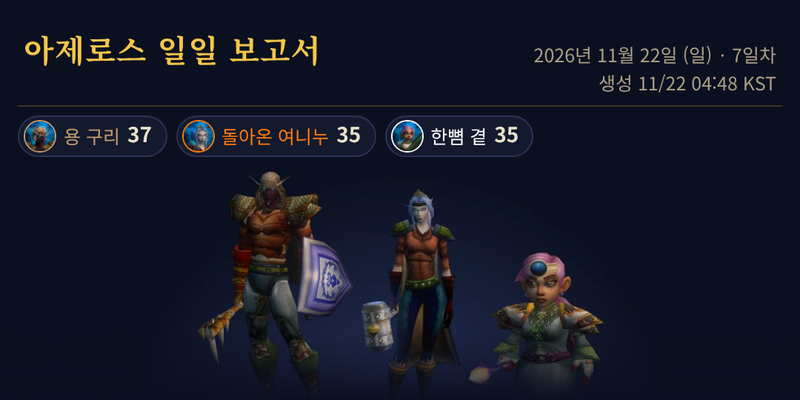 아제로스 일일 보고서
2026년 11월 22일 (일) · 7일차
생성 11/22 04:48 KST
용 구리 37
돌아온 여니누 35
한뼘 곁 35